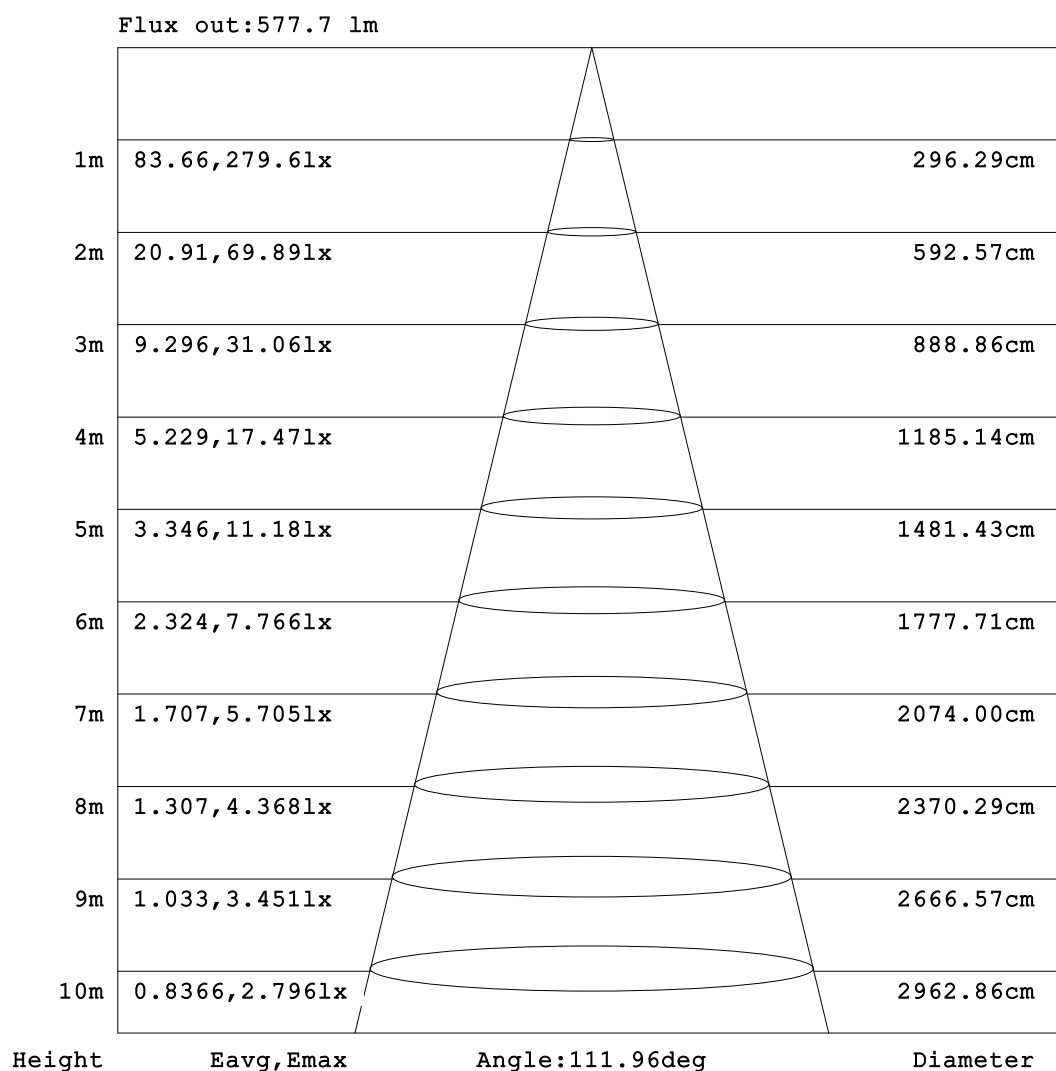 Flux out:577.7 lm
1m 83.66,279.6lx 296.29cm
2m 20.91,69.89lx 592.57cm
3m 9.296,31.06lx 888.86cm
4m 5.229,17.47lx 1185.14cm
5m 3.346,11.18lx 1481.43cm
6m 2.324,7.766lx 1777.71cm
7m 1.707,5.705lx 2074.00cm
8m 1.307,4.368lx 2370.29cm
9m 1.033,3.451lx 2666.57cm
10m 0.8366,2.796lx 2962.86cm
Height Eavg,Emax Angle:111.96deg Diameter